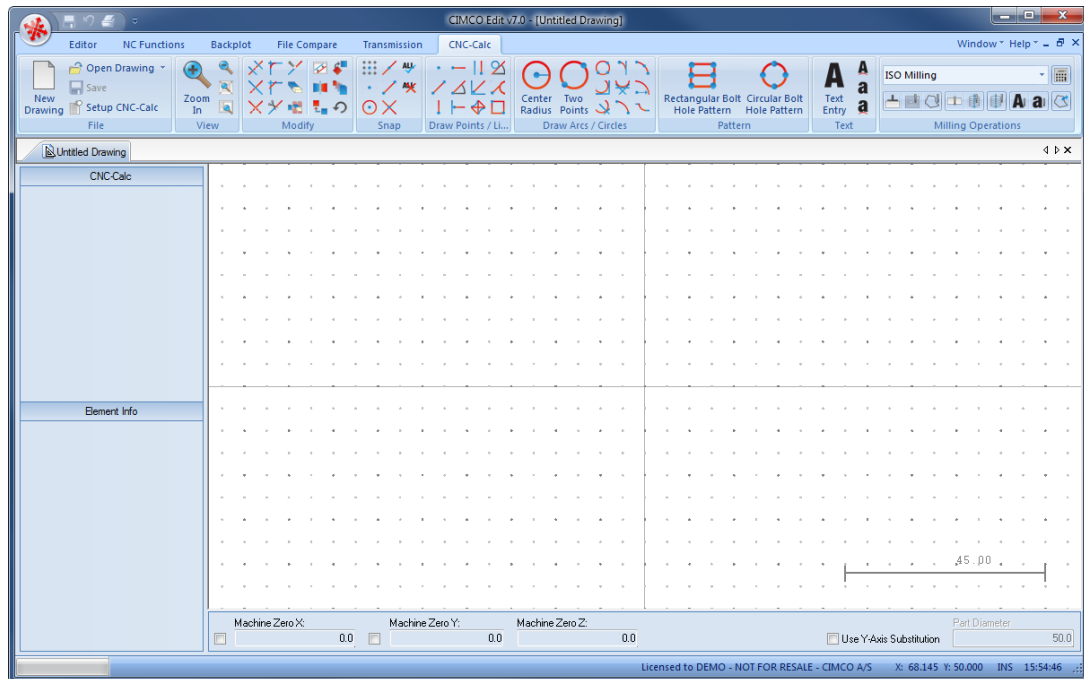 CIMCO Edit v7.0 - [Untitled Drawing]
Editor NC Functions Backplot File Compare Transmission CNC-Calc Window Help
New Drawing
Open Drawing
Save
Setup CNC-Calc
File
Zoom In
View
Modify
ALL
ALL
Snap
Draw Points / Li...
Center Radius
Two Points
Draw Arcs / Circles
Rectangular Bolt Hole Pattern
Circular Bolt Hole Pattern
Pattern
A
Text Entry
A
a
a
Text
ISO Milling
A a
Milling Operations
Untitled Drawing
CNC-Calc
Element Info
45.00
Machine Zero X: Machine Zero Y: Machine Zero Z: Part Diameter
0.0 0.0 0.0 Use Y-Axis Substitution 50.0
Licensed to DEMO - NOT FOR RESALE - CIMCO A/S X: 68.145 Y: 50.000 INS 15:54:46